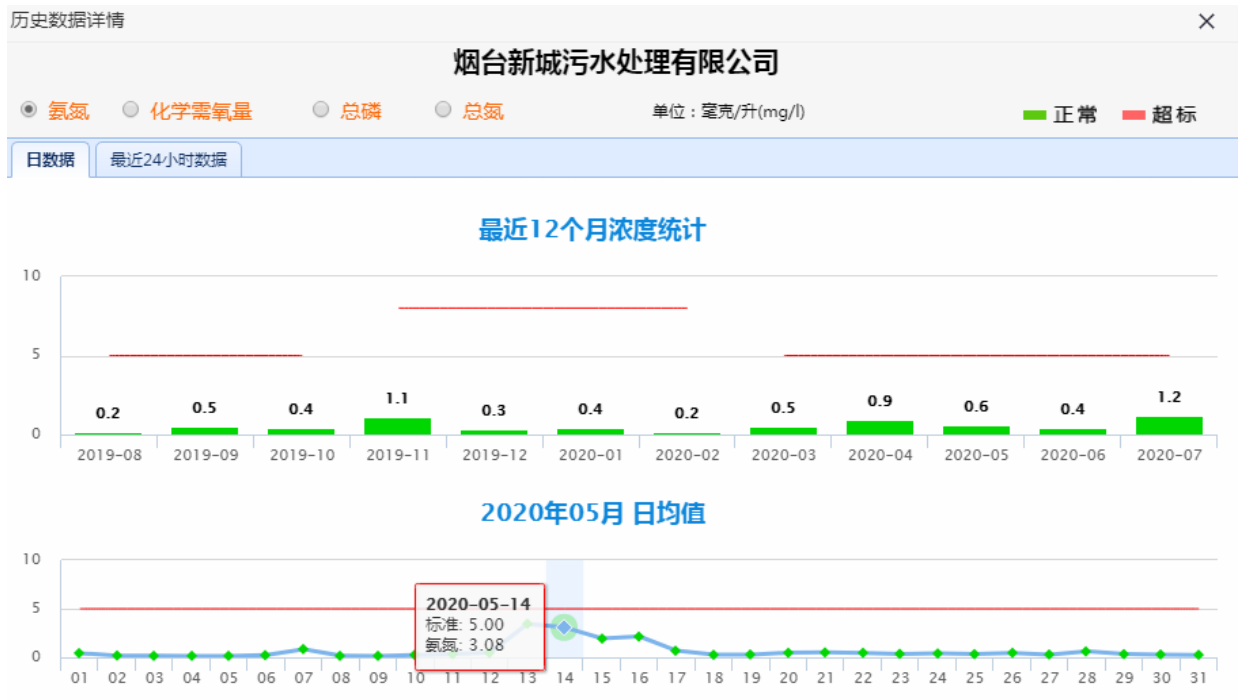 历史数据详情
烟台新城污水处理有限公司
氨氮 化学需氧量 总磷 总氮 单位：毫克/升(mg/l) 正常 超标
日数据 最近24小时数据
最近12个月浓度统计
10
5
0
0.2 0.5 0.4 1.1 0.3 0.4 0.2 0.5 0.9 0.6 0.4 1.2
2019-08 2019-09 2019-10 2019-11 2019-12 2020-01 2020-02 2020-03 2020-04 2020-05 2020-06 2020-07
2020年05月 日均值
10
5
0
2020-05-14
标准: 5.00
氨氮: 3.08
01 02 03 04 05 06 07 08 09 10 11 12 13 14 15 16 17 18 19 20 21 22 23 24 25 26 27 28 29 30 31